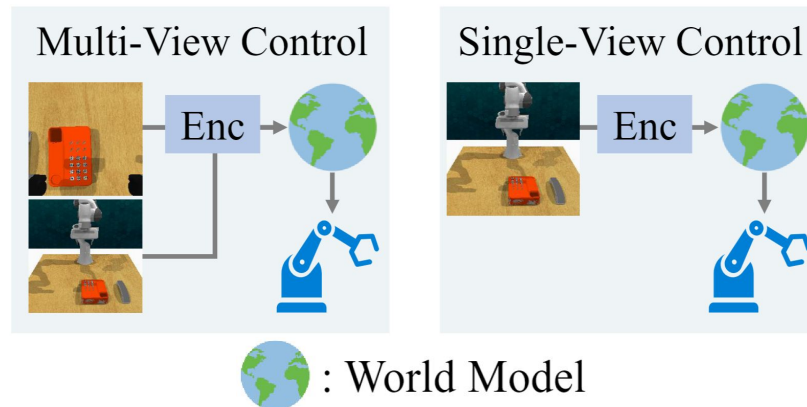 Multi-View Control
Enc
Single-View Control
Enc
: World Model